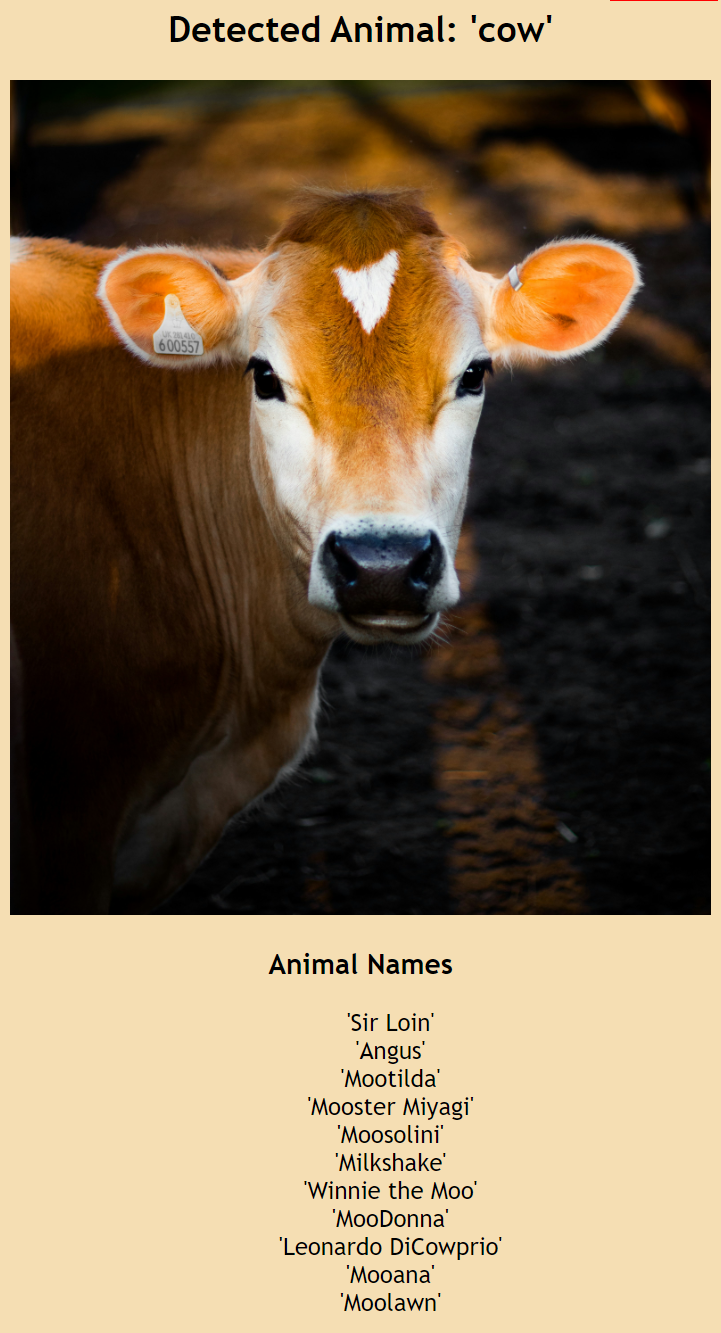 Detected Animal: 'cow'
600557
Animal Names
'Sir Loin'
'Angus'
'Mootilda'
'Mooster Miyagi'
'Moosolini'
'Milkshake'
'Winnie the Moo'
'MooDonna'
'Leonardo DiCowprio'
'Mooana'
'Moolawn'